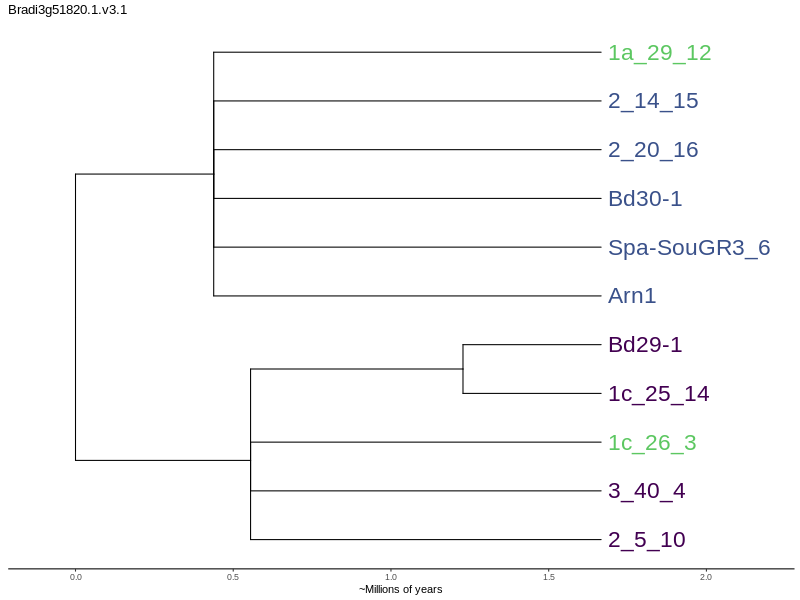 Bradi3g51820.1.v3.1
1a_29_12
2_14_15
2_20_16
Bd30-1
Spa-SouGR3_6
Arn1
Bd29-1
1c_25_14
1c_26_3
3_40_4
2_5_10
0.0 0.5 1.0 1.5 2.0
~Millions of years